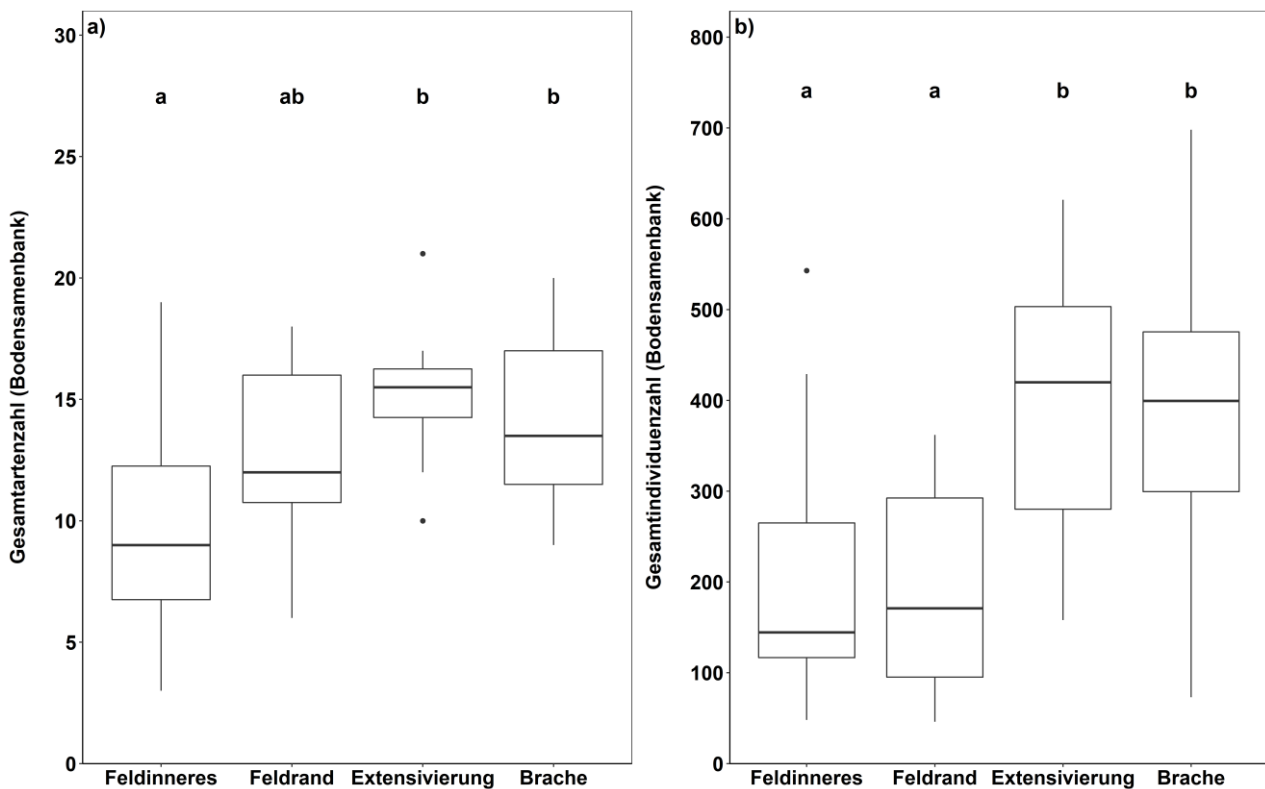 a)
Gesamtartenzahl (Bodensamenbank)
30
25
20
15
10
5
0
a ab b b
Feldinneres Feldrand Extensivierung Brache
b)
Gesamtindividuenzahl (Bodensamenbank)
800
700
600
500
400
300
200
100
0
a a b b
Feldinneres Feldrand Extensivierung Brache